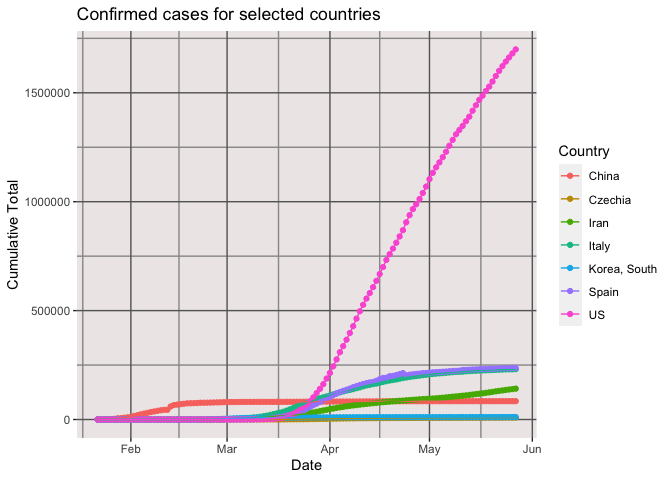 Confirmed cases for selected countries
1500000
1000000
500000
0
Cumulative Total
Feb Mar Apr May Jun
Date
Country
China
Czechia
Iran
Italy
Korea, South
Spain
US